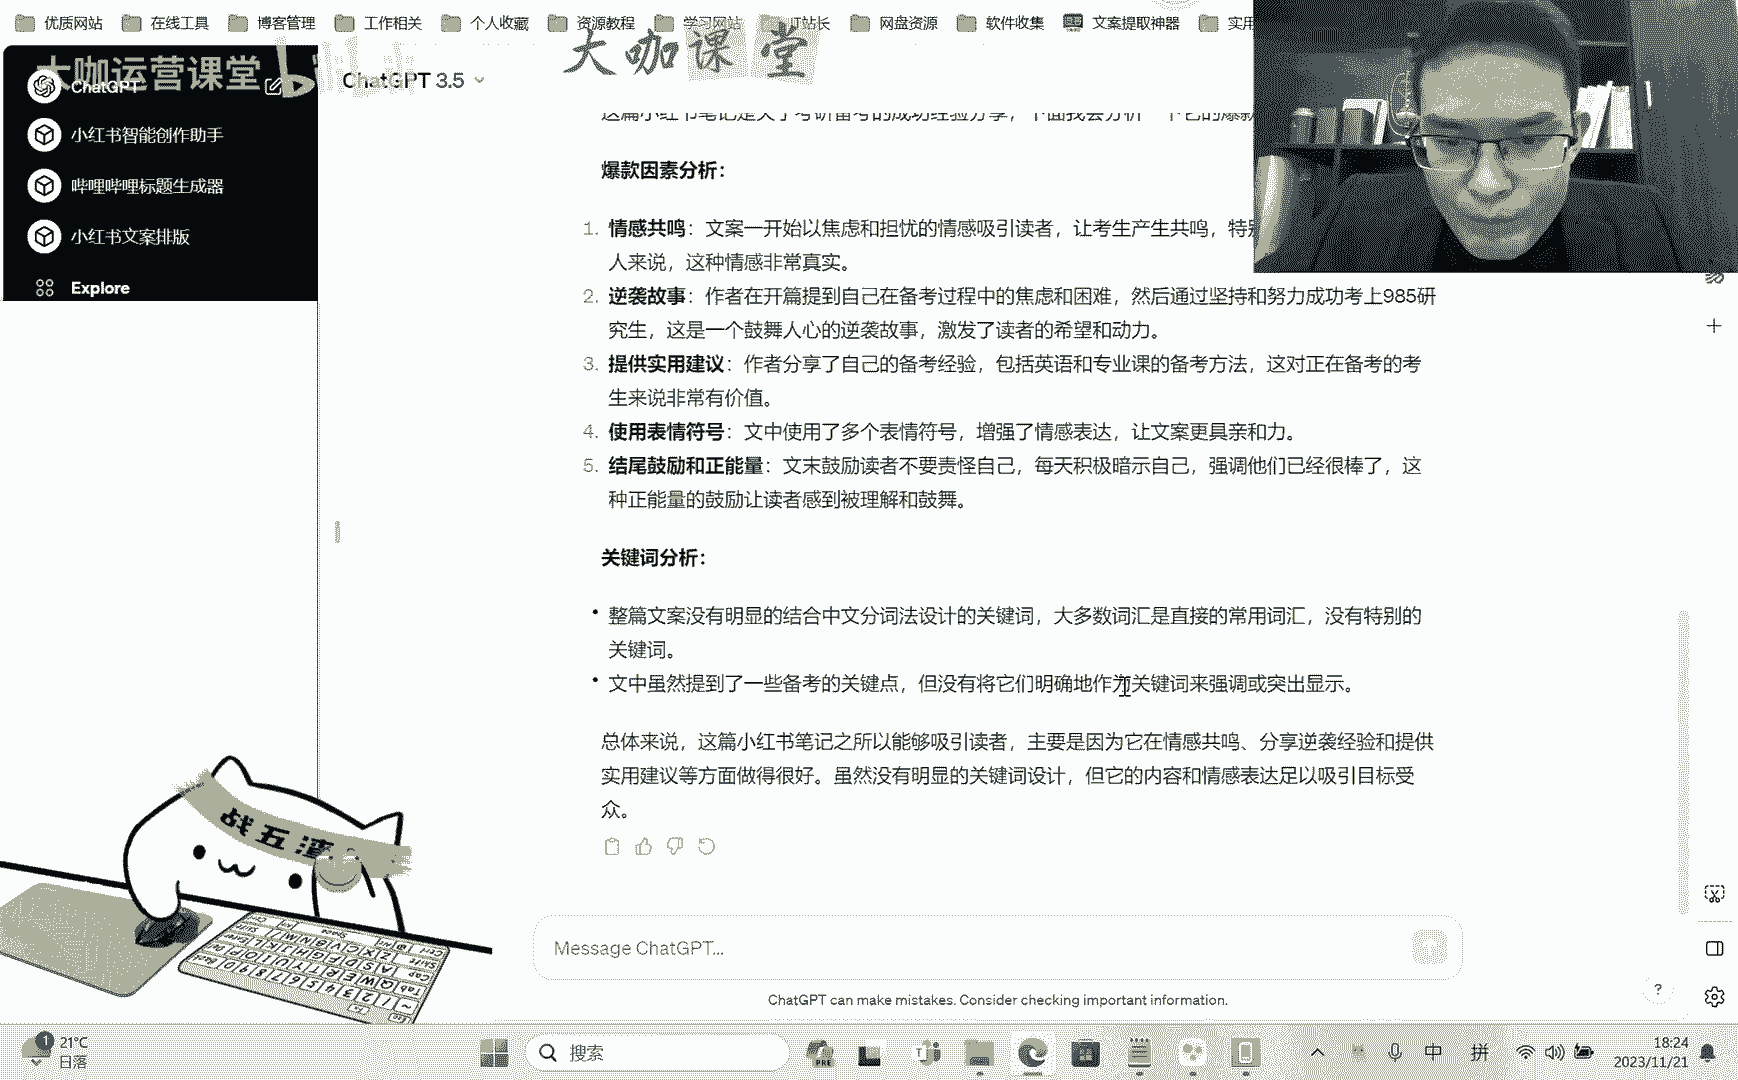 优质网站 在线工具 博客管理 工作相关 个人收藏 资源教程 学习网站 IT站长 网盘资源 软件收集 文案提取神器 实用
大咖运营课堂 bilibili
大咖课堂
ChatGPT
ChatGPT 3.5
小红书智能创作助手
哔哩哔哩标题生成器
小红书文案排版
Explore
这篇小红书笔记是关于考研备考的成功经验分享，下面我会分析一下它的爆款
爆款因素分析：
1. 情感共鸣：文案一开始以焦虑和担忧的情感吸引读者，让考生产生共鸣，特别
人来说，这种情感非常真实。
2. 逆袭故事：作者在开篇提到自己在备考过程中的焦虑和困难，然后通过坚持和努力成功考上985研
究生，这是一个鼓舞人心的逆袭故事，激发了读者的希望和动力。
3. 提供实用建议：作者分享了自己的备考经验，包括英语和专业课的备考方法，这对正在备考的考
生来说非常有价值。
4. 使用表情符号：文中使用了多个表情符号，增强了情感表达，让文案更具亲和力。
5. 结尾鼓励和正能量：文末鼓励读者不要责怪自己，每天积极暗示自己，强调他们已经很棒了，这
种正能量的鼓励让读者感到被理解和鼓舞。
关键词分析：
• 整篇文案没有明显的结合中文分词法设计的关键词，大多数词汇是直接的常用词汇，没有特别的
关键词。
• 文中虽然提到了一些备考的关键点，但没有将它们明确地作为关键词来强调或突出显示。
总体来说，这篇小红书笔记之所以能够吸引读者，主要是因为它在情感共鸣、分享逆袭经验和提供
实用建议等方面做得很好。虽然没有明显的关键词设计，但它的内容和情感表达足以吸引目标受
众。
战五渣
Message ChatGPT...
ChatGPT can make mistakes. Consider checking important information.
?
1
21°C
日落
搜索
PRE
中 拼
18:24
2023/11/21